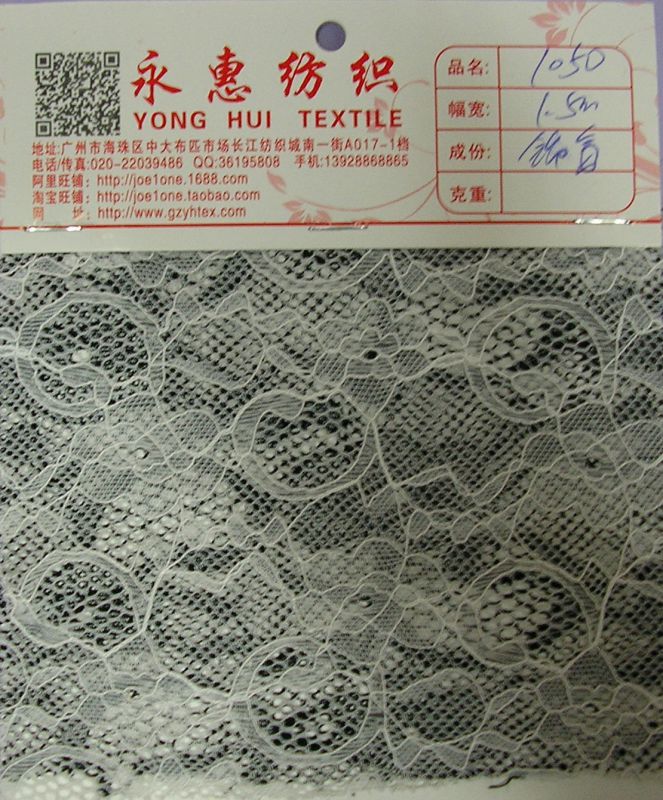 永惠纺织
YONG HUI TEXTILE
地址:广州市海珠区中大布匹市场长江纺织城南一街A017-1档
电话/传真:020-22039486 QQ:36195808 手机:13928868865
阿里旺铺: http://joe1one.1688.com
淘宝旺铺: http://joe1one.taobao.com
网 址: http://www.gzyhtex.com
品名: 1050
幅宽: 1.5m
成份: 锦
克重: